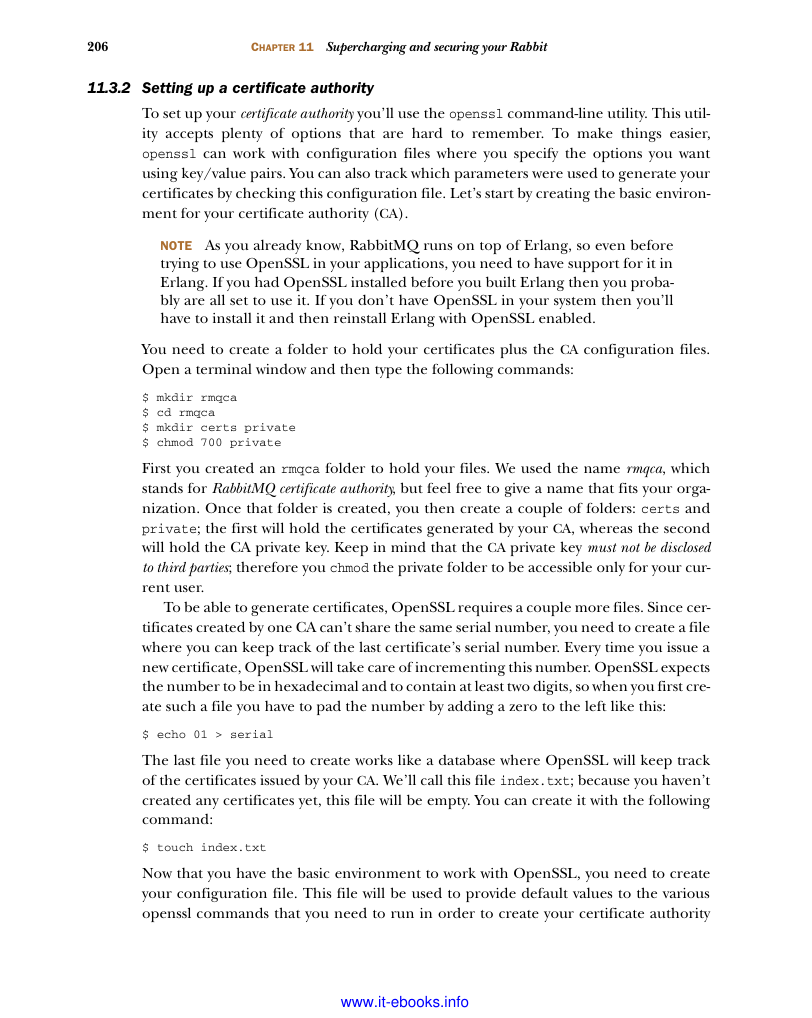 206
CHAPTER 11 Supercharging and securing your Rabbit
11.3.2 Setting up a certificate authority
To set up your certificate authority you'll use the openssl command-line utility. This util-
ity accepts plenty of options that are hard to remember. To make things easier,
openssl can work with configuration files where you specify the options you want
using key/value pairs. You can also track which parameters were used to generate your
certificates by checking this configuration file. Let's start by creating the basic environ-
ment for your certificate authority (CA).
NOTE As you already know, RabbitMQ runs on top of Erlang, so even before
trying to use OpenSSL in your applications, you need to have support for it in
Erlang. If you had OpenSSL installed before you built Erlang then you proba-
bly are all set to use it. If you don't have OpenSSL in your system then you'll
have to install it and then reinstall Erlang with OpenSSL enabled.
You need to create a folder to hold your certificates plus the CA configuration files.
Open a terminal window and then type the following commands:
$ mkdir rmqca
$ cd rmqca
$ mkdir certs private
$ chmod 700 private
First you created an rmqca folder to hold your files. We used the name rmqca, which
stands for RabbitMQ certificate authority, but feel free to give a name that fits your orga-
nization. Once that folder is created, you then create a couple of folders: certs and
private; the first will hold the certificates generated by your CA, whereas the second
will hold the CA private key. Keep in mind that the CA private key must not be disclosed
to third parties; therefore you chmod the private folder to be accessible only for your cur-
rent user.
To be able to generate certificates, OpenSSL requires a couple more files. Since cer-
tificates created by one CA can't share the same serial number, you need to create a file
where you can keep track of the last certificate's serial number. Every time you issue a
new certificate, OpenSSL will take care of incrementing this number. OpenSSL expects
the number to be in hexadecimal and to contain at least two digits, so when you first cre-
ate such a file you have to pad the number by adding a zero to the left like this:
$ echo 01 > serial
The last file you need to create works like a database where OpenSSL will keep track
of the certificates issued by your CA. We'll call this file index.txt; because you haven't
created any certificates yet, this file will be empty. You can create it with the following
command:
$ touch index.txt
Now that you have the basic environment to work with OpenSSL, you need to create
your configuration file. This file will be used to provide default values to the various
openssl commands that you need to run in order to create your certificate authority
www.it-ebooks.info